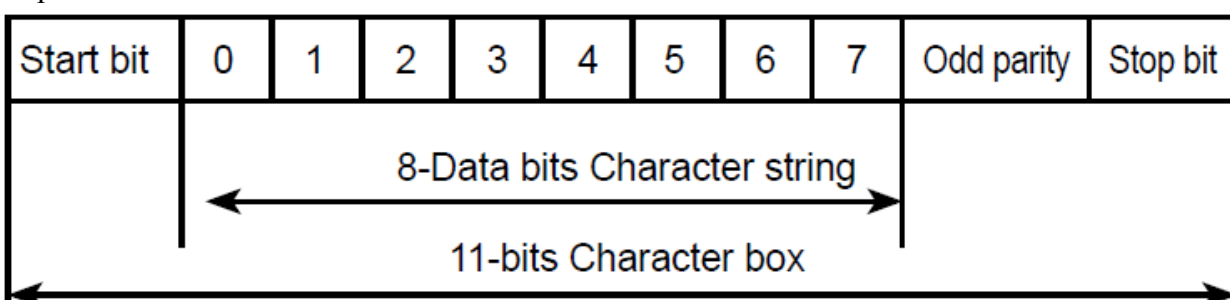 Start bit 0 1 2 3 4 5 6 7 Odd parity Stop bit
8-Data bits Character string
11-bits Character box